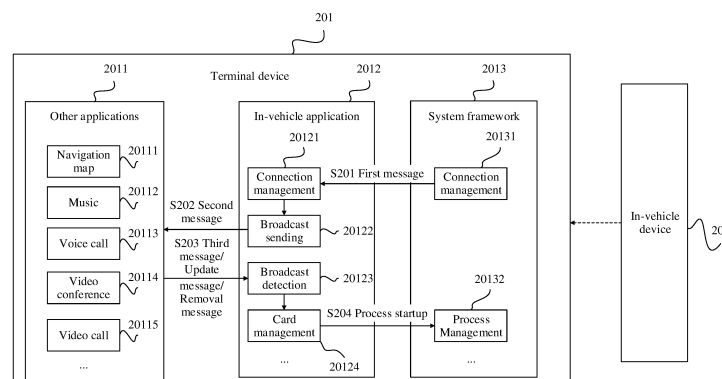 201
2011
2012
2013
Terminal device
Other applications
In-vehicle application
System framework
Navigation
map
20111
Music
20112
Voice call
20113
Video
conference
20114
Video call
20115
...
S202 Second
message
S203 Third
message/
Update
message/
Removal
message
20121
Connection
management
Broadcast
sending
20122
Broadcast
detection
20123
Card
management
20124
...
S201 First message
S204 Process startup
20131
Connection
management
20132
Process
Management
...
In-vehicle
device